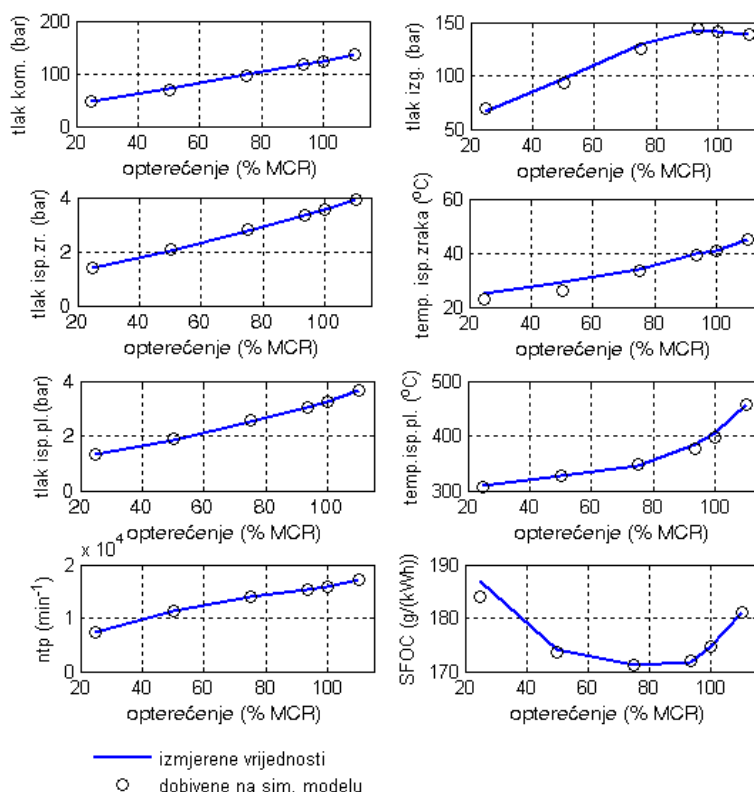 tlak kom. (bar)
200
100
0
20 40 60 80 100
opterećenje (% MCR)
tlak izg. (bar)
150
100
50
20 40 60 80 100
opterećenje (% MCR)
tlak isp.zr. (bar)
4
2
0
20 40 60 80 100
opterećenje (% MCR)
temp. isp.zraka (ºC)
60
40
20
20 40 60 80 100
opterećenje (% MCR)
tlak isp.pl.(bar)
4
2
0
20 40 60 80 100
opterećenje (% MCR)
temp.isp.pl. (ºC)
500
400
300
20 40 60 80 100
opterećenje (% MCR)
x 10⁴
ntp (min⁻¹)
2
1
0
20 40 60 80 100
opterećenje (% MCR)
SFOC (g/(kWh))
190
180
170
20 40 60 80 100
opterećenje (% MCR)
izmjerene vrijednosti
dobivene na sim. modelu